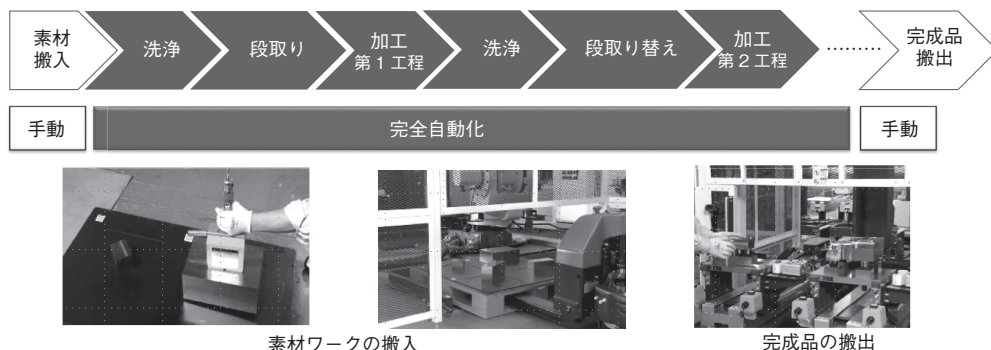 素材
搬入
洗浄
段取り
加工
第1工程
洗浄
段取り替え
加工
第2工程
………
完成品
搬出
手動
完全自動化
手動
素材ワークの搬入
完成品の搬出